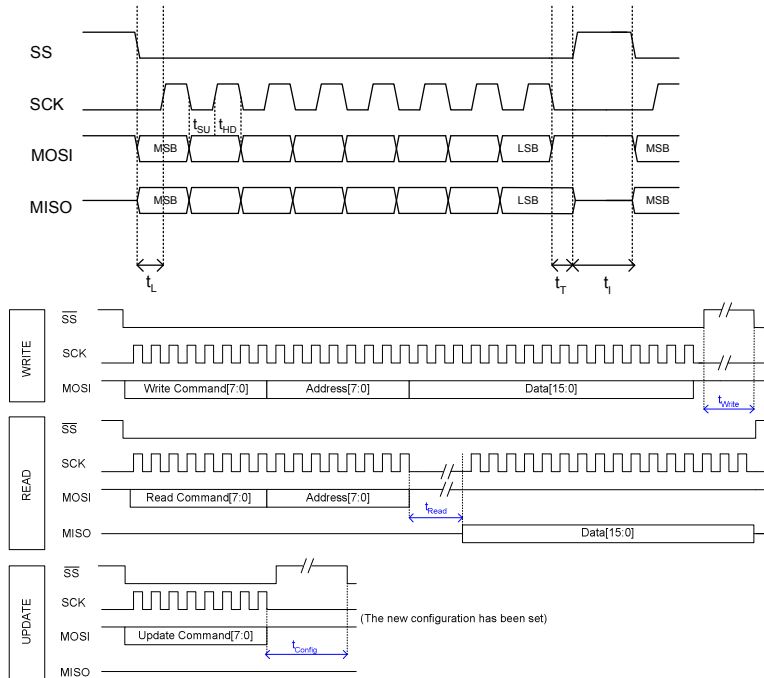 SS
SCK
tSU tHD
MOSI MSB LSB MSB
MISO MSB LSB MSB
tL tT tI
WRITE
SS
SCK
MOSI Write Command[7:0] Address[7:0] Data[15:0]
tWrite
READ
SS
SCK
MOSI Read Command[7:0] Address[7:0]
tRead
MISO Data[15:0]
UPDATE
SS
SCK
(The new configuration has been set)
MOSI Update Command[7:0]
tConfig
MISO